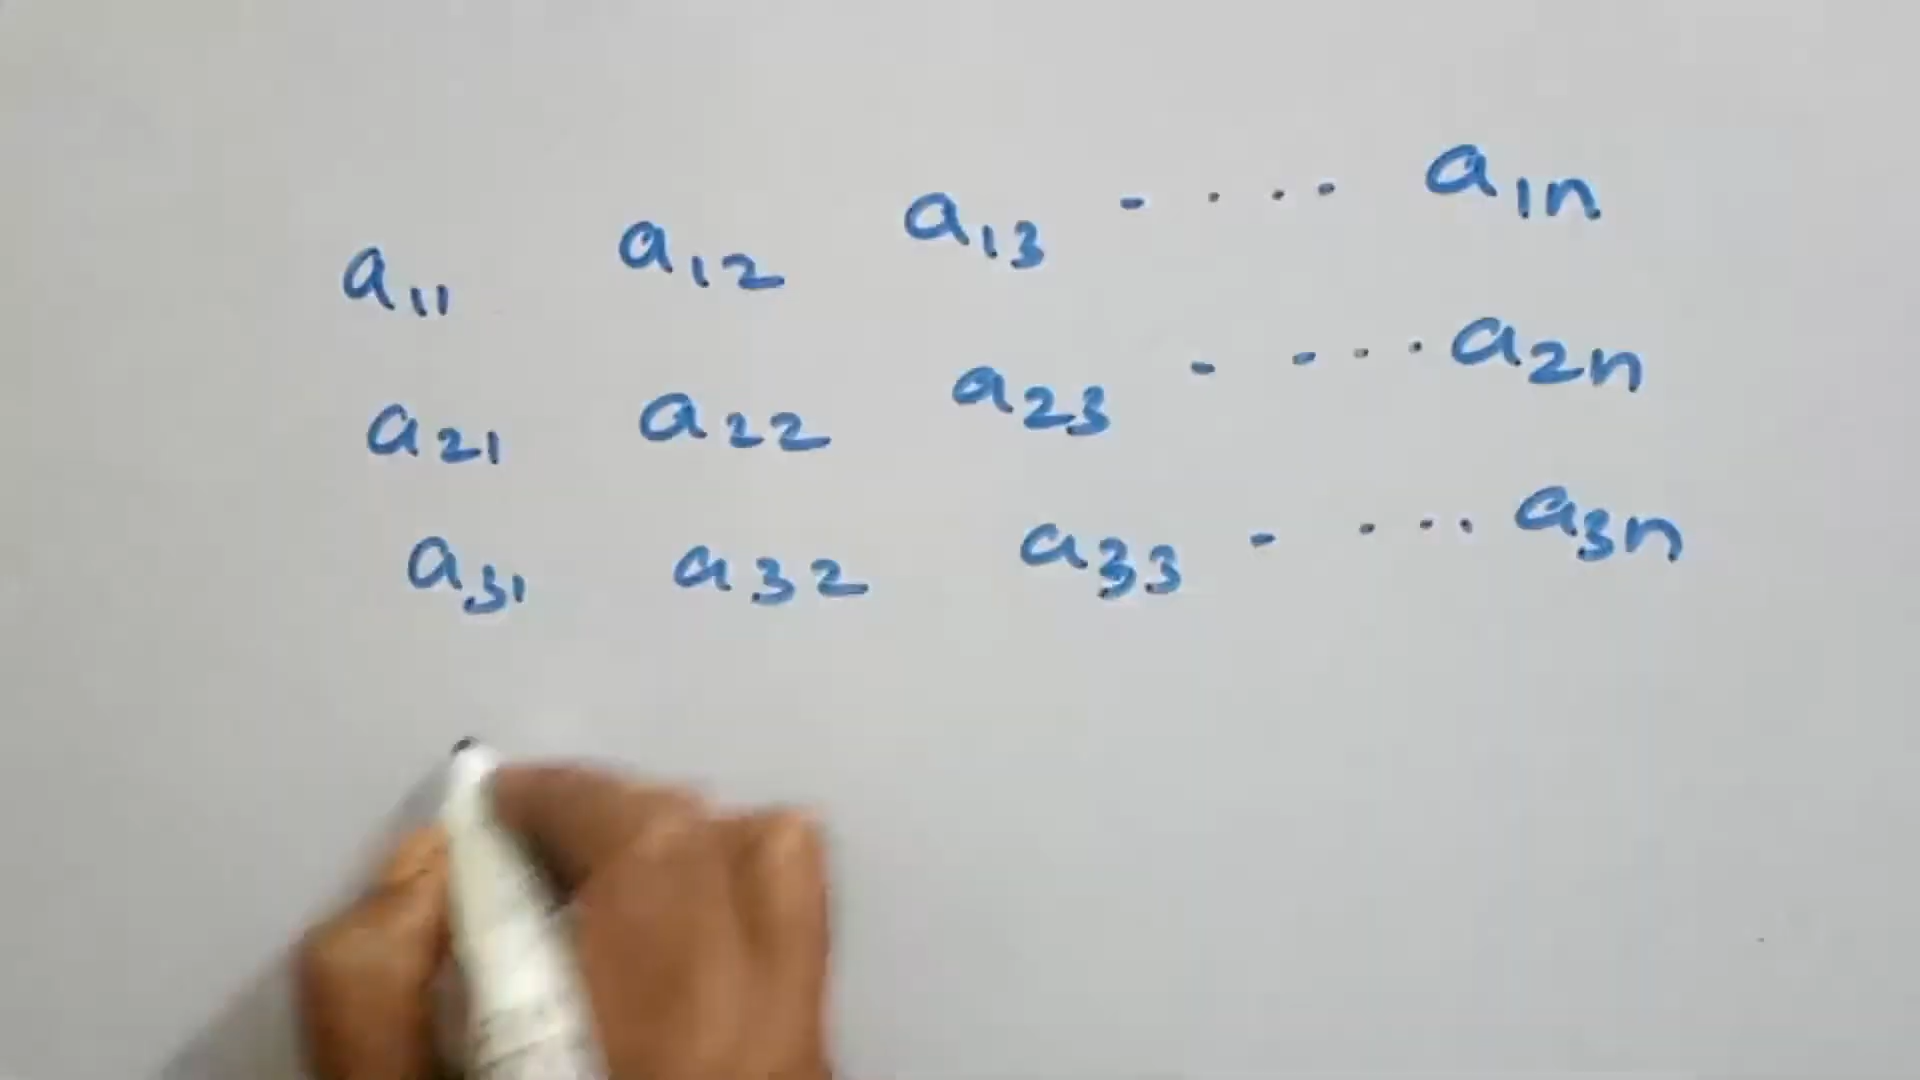 a11 a12 a13 - . . . a1n
a21 a22 a23 - - . . a2n
a31 a32 a33 - . . . a3n